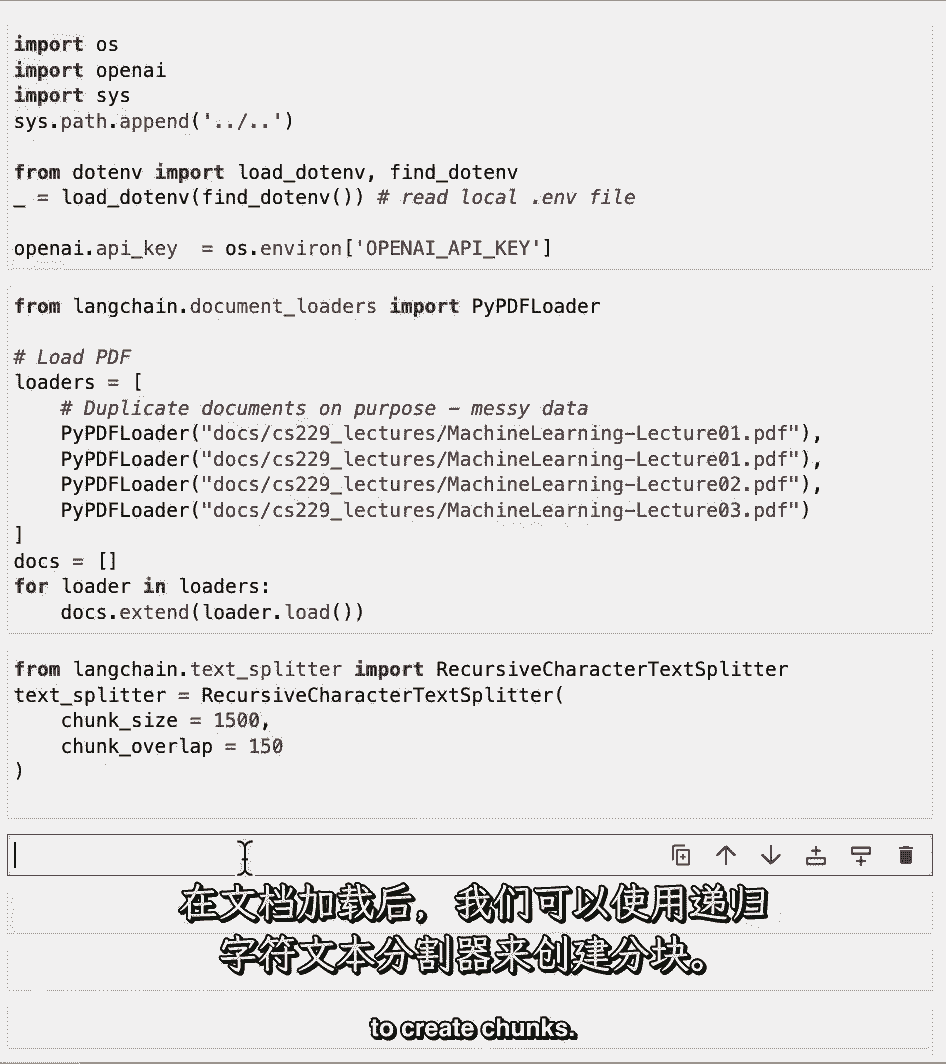 import os
import openai
import sys
sys.path.append('../..')
from dotenv import load_dotenv, find_dotenv
_ = load_dotenv(find_dotenv()) # read local .env file
openai.api_key  = os.environ['OPENAI_API_KEY']
from langchain.document_loaders import PyPDFLoader
# Load PDF
loaders = [
    # Duplicate documents on purpose - messy data
    PyPDFLoader("docs/cs229_lectures/MachineLearning-Lecture01.pdf"),
    PyPDFLoader("docs/cs229_lectures/MachineLearning-Lecture01.pdf"),
    PyPDFLoader("docs/cs229_lectures/MachineLearning-Lecture02.pdf"),
    PyPDFLoader("docs/cs229_lectures/MachineLearning-Lecture03.pdf")
]
docs = []
for loader in loaders:
    docs.extend(loader.load())
from langchain.text_splitter import RecursiveCharacterTextSplitter
text_splitter = RecursiveCharacterTextSplitter(
    chunk_size = 1500,
    chunk_overlap = 150
)
在文档加载后，我们可以使用递归
字符文本分割器来创建分块。
to create chunks.